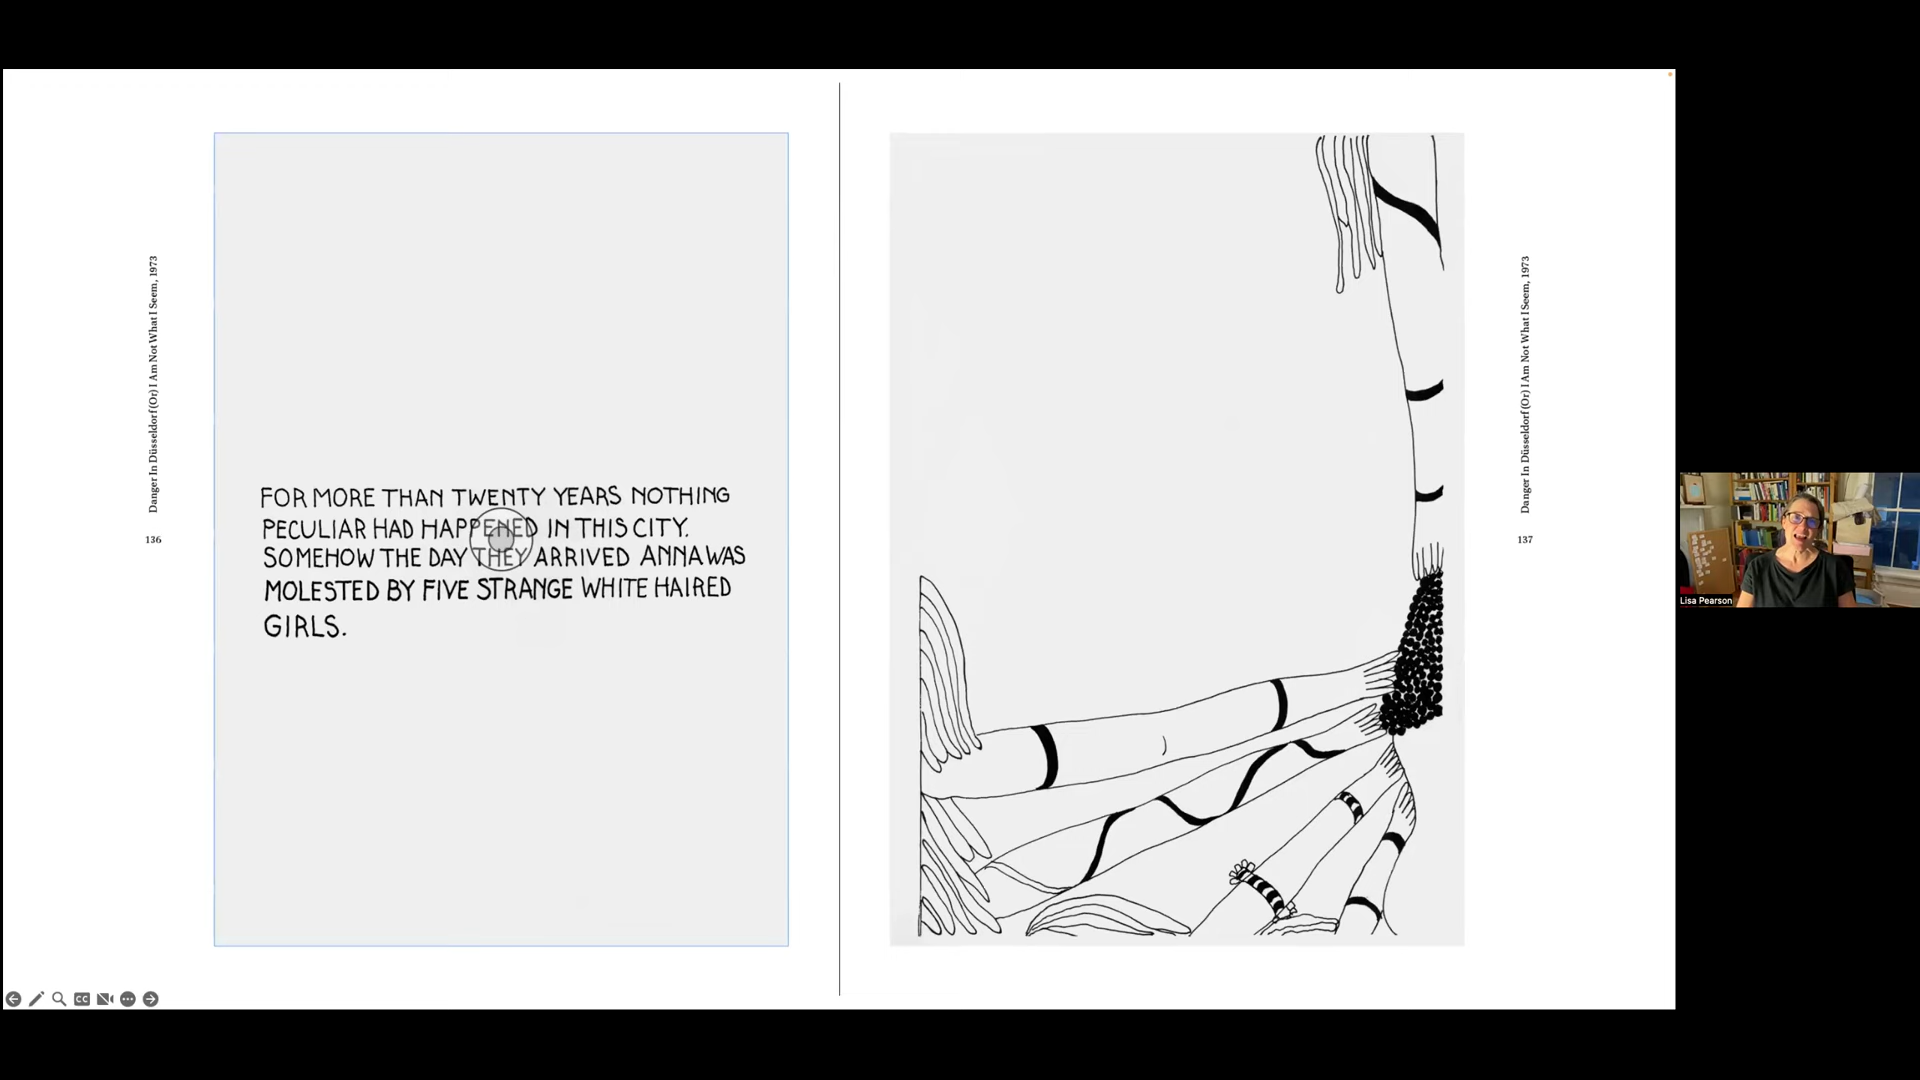 Danger In Düsseldorf (Or) I Am Not What I Seem, 1973
136
FOR MORE THAN TWENTY YEARS NOTHING
PECULIAR HAD HAPPENED IN THIS CITY.
SOMEHOW THE DAY THEY ARRIVED ANNA WAS
MOLESTED BY FIVE STRANGE WHITE HAIRED
GIRLS.
Danger In Düsseldorf (Or) I Am Not What I Seem, 1973
137
Lisa Pearson
CC